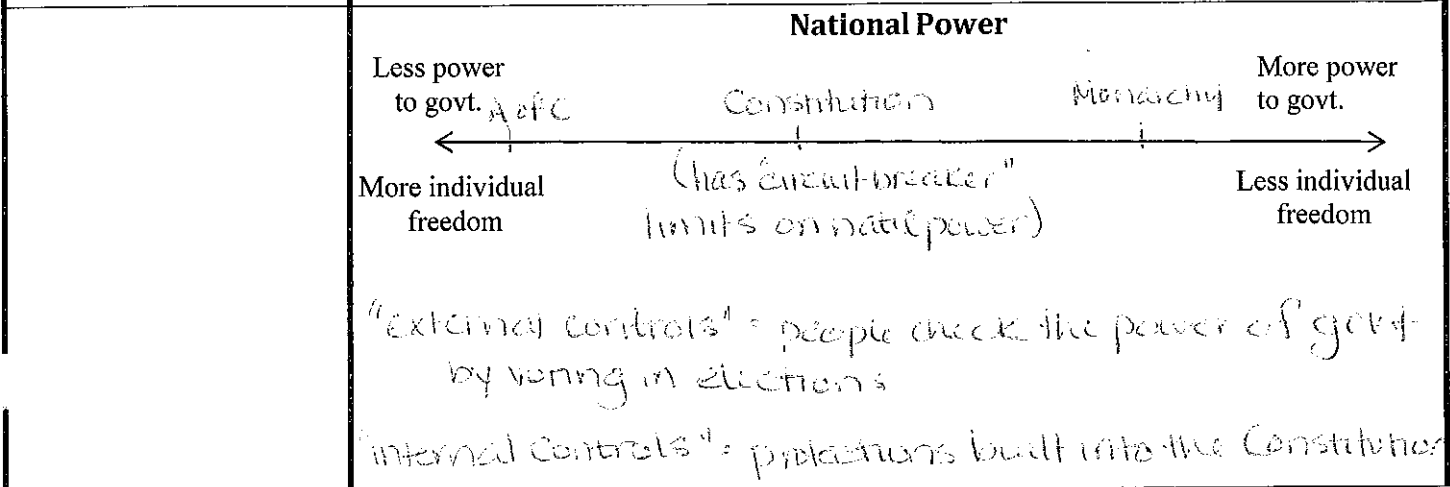 National Power
Less power to govt.
A of C
Constitution
Monarchy
More power to govt.
More individual freedom
(has "circuit-breaker"
limits on nat'l power)
Less individual freedom
"external controls" = people check the power of gov't
by voting in elections
"internal controls" = protections built into the Constitution